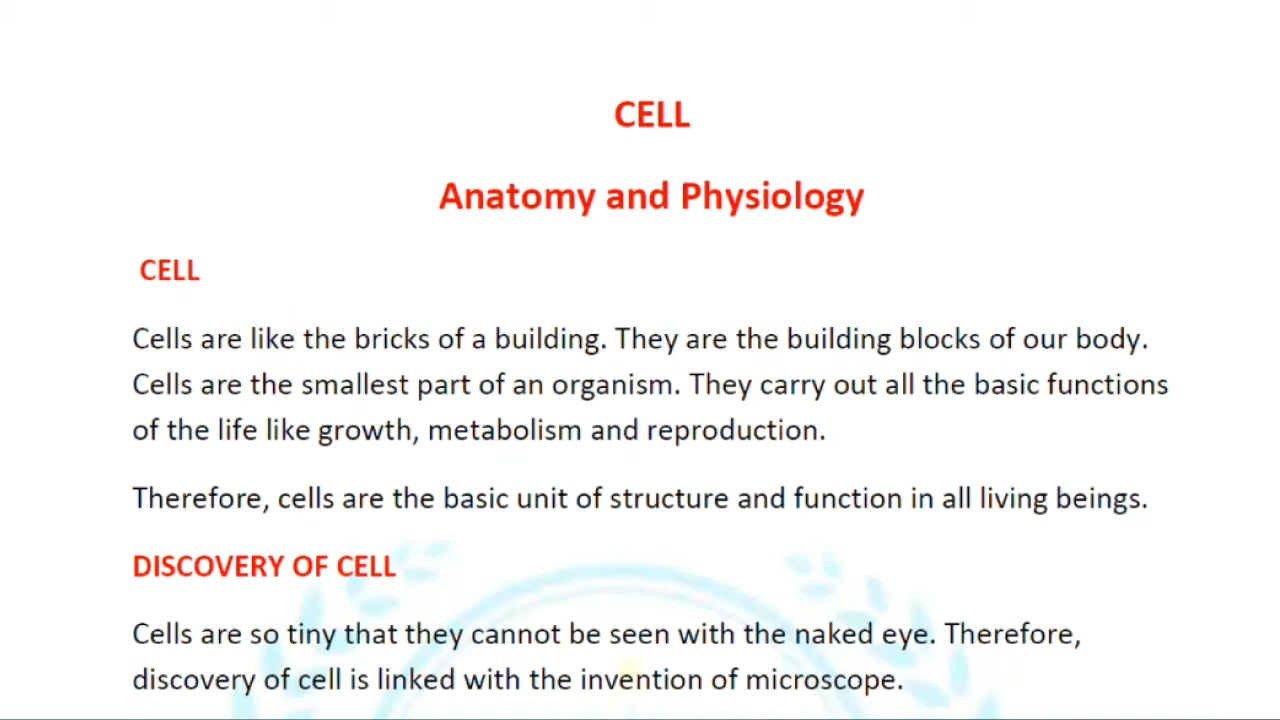 CELL
Anatomy and Physiology
CELL
Cells are like the bricks of a building. They are the building blocks of our body.
Cells are the smallest part of an organism. They carry out all the basic functions
of the life like growth, metabolism and reproduction.
Therefore, cells are the basic unit of structure and function in all living beings.
DISCOVERY OF CELL
Cells are so tiny that they cannot be seen with the naked eye. Therefore,
discovery of cell is linked with the invention of microscope.